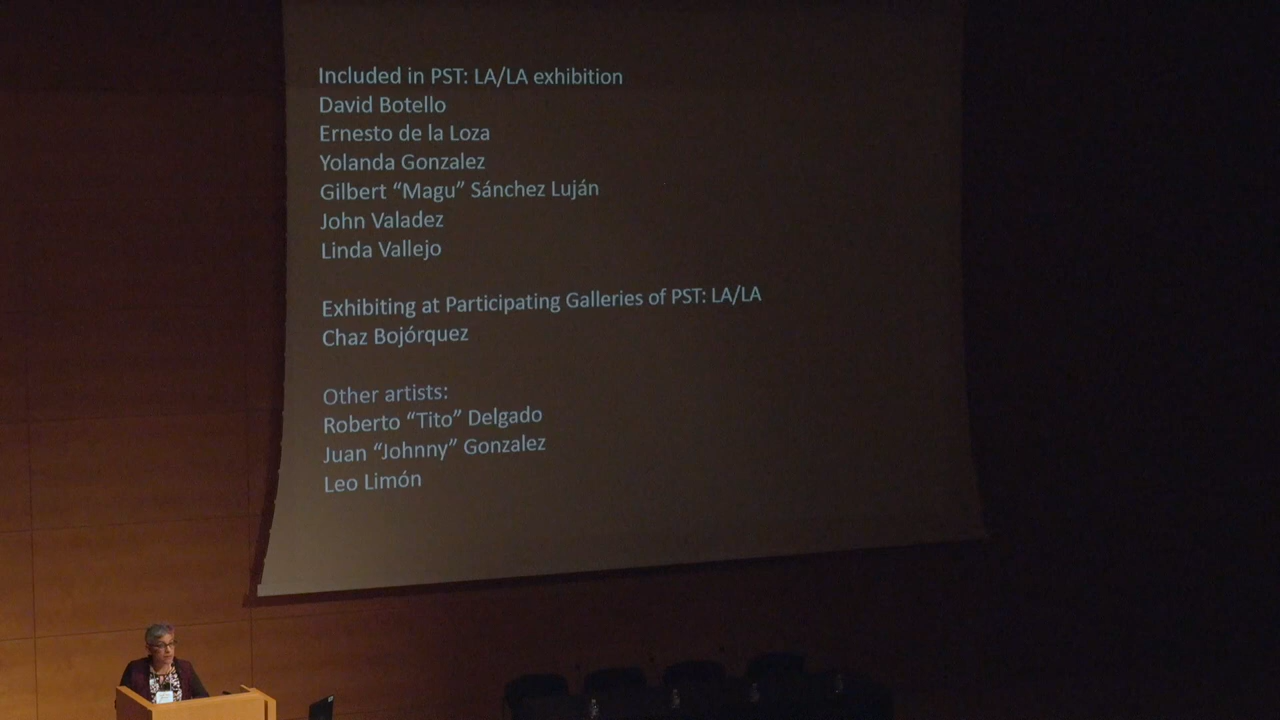 Included in PST: LA/LA exhibition
David Botello
Ernesto de la Loza
Yolanda Gonzalez
Gilbert “Magu” Sánchez Luján
John Valadez
Linda Vallejo
Exhibiting at Participating Galleries of PST: LA/LA
Chaz Bojórquez
Other artists:
Roberto “Tito” Delgado
Juan “Johnny” Gonzalez
Leo Limón